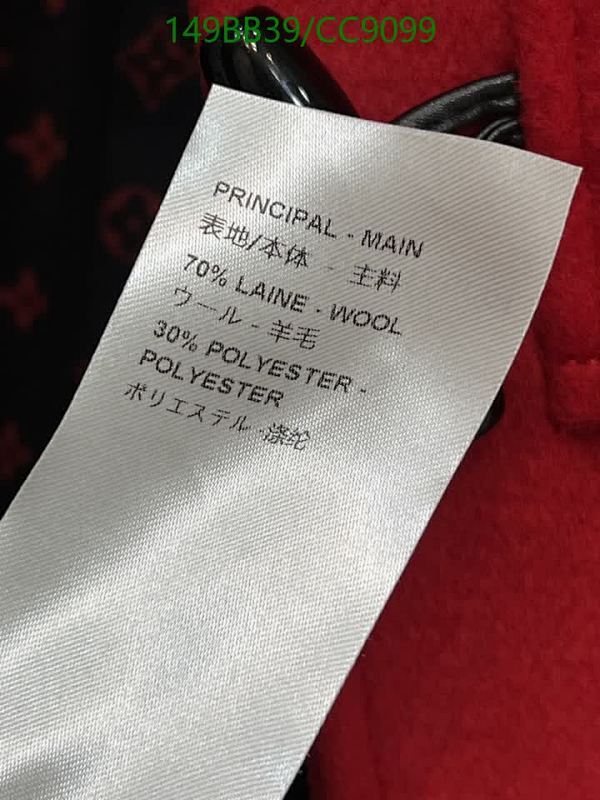 149BB39/CC9099
PRINCIPAL - MAIN
表地/本体 - 主料
70% LAINE - WOOL
ウール - 羊毛
30% POLYESTER -
POLYESTER
ポリエステル - 涤纶